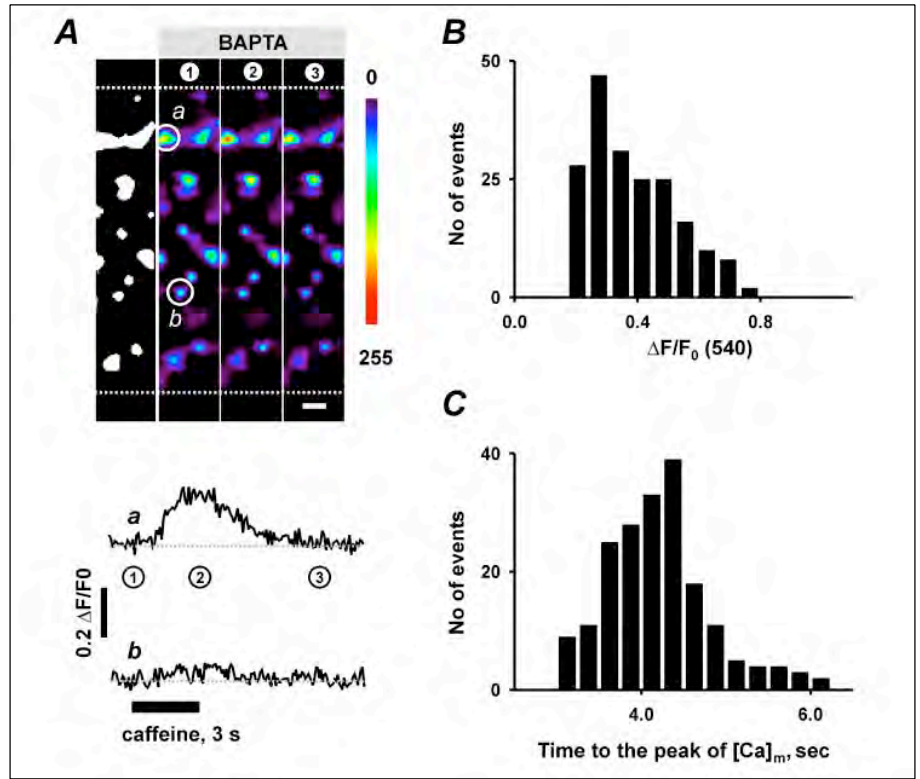 A
BAPTA
1 2 3
0
a
b
255
a
1 2 3
0.2 ΔF/F0
b
caffeine, 3 s
B
50
25
0
No of events
0.0 0.4 0.8
ΔF/F₀ (540)
C
40
20
0
No of events
4.0 6.0
Time to the peak of [Ca]ₘ, sec